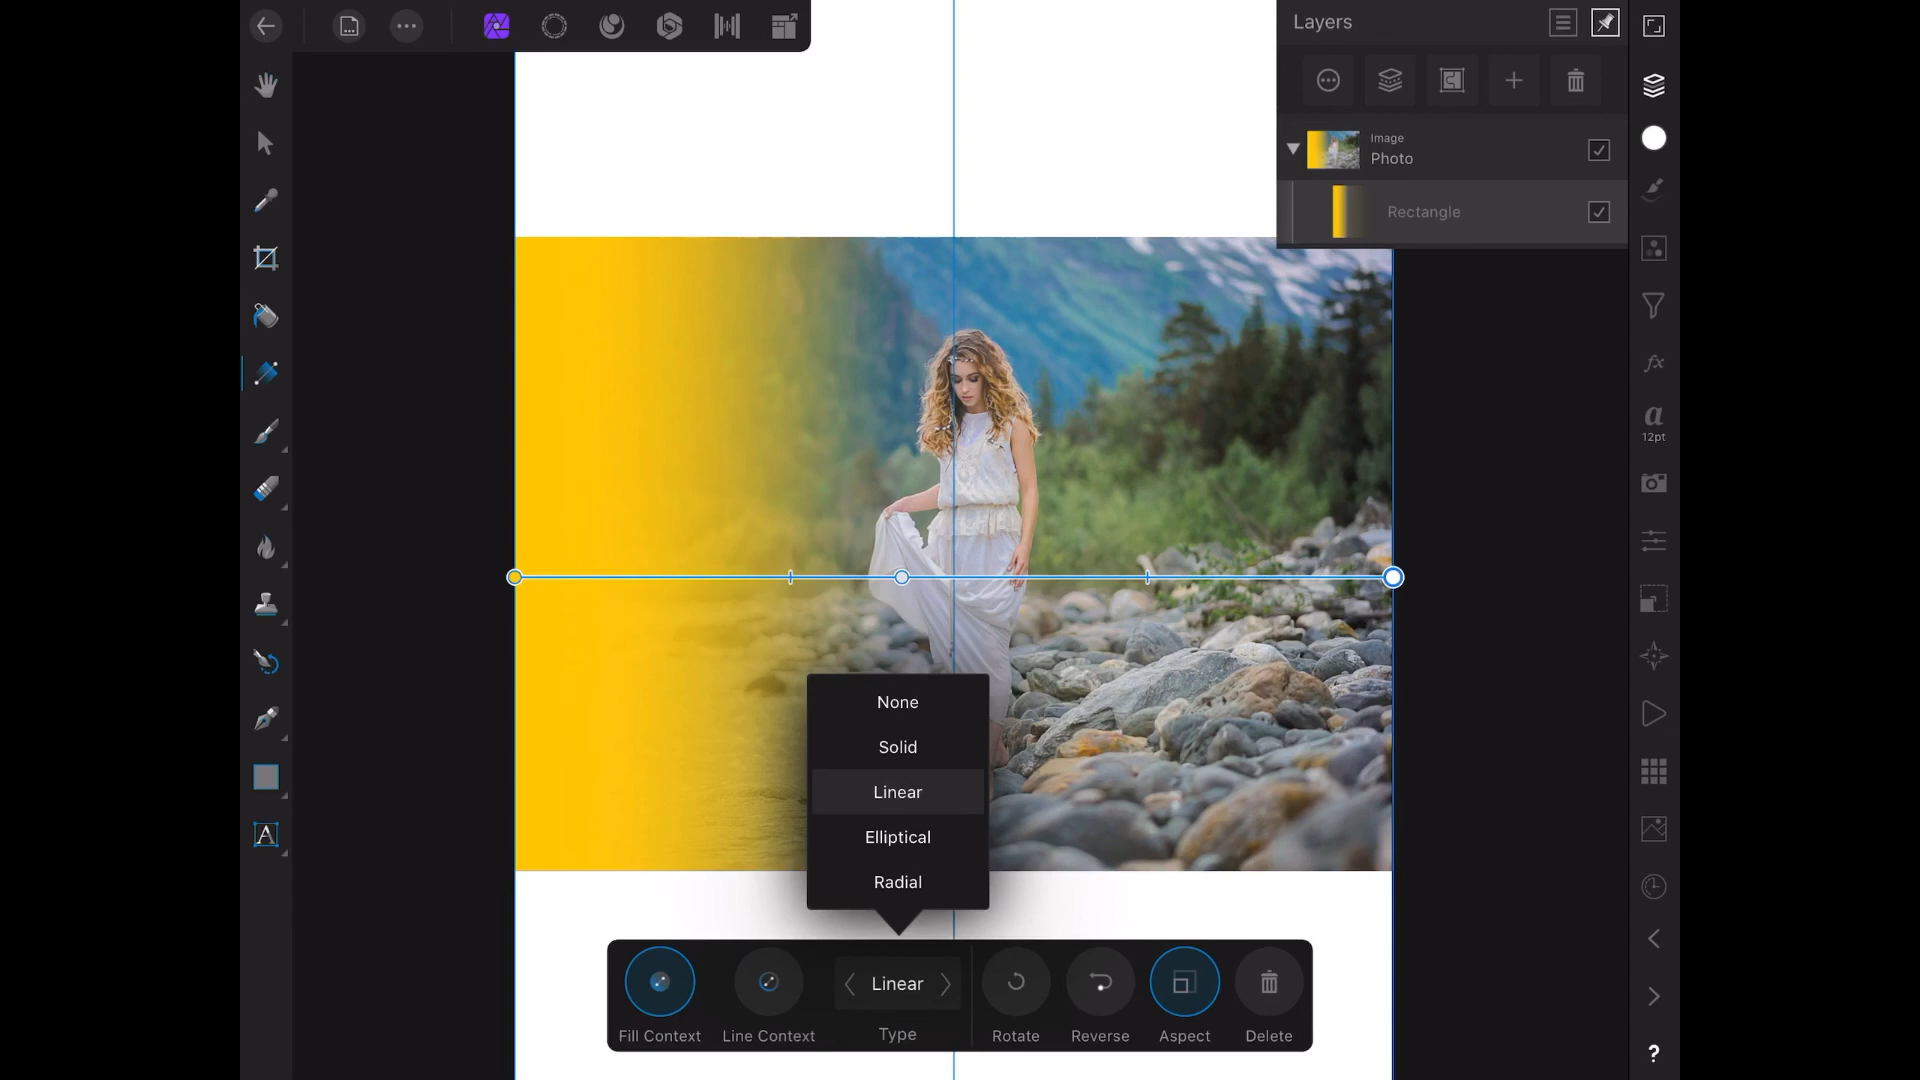 Layers
Image
Photo
Rectangle
a
12pt
A
None
Solid
Linear
Elliptical
Radial
Linear
Fill Context
Line Context
Type
Rotate
Reverse
Aspect
Delete
fx
?